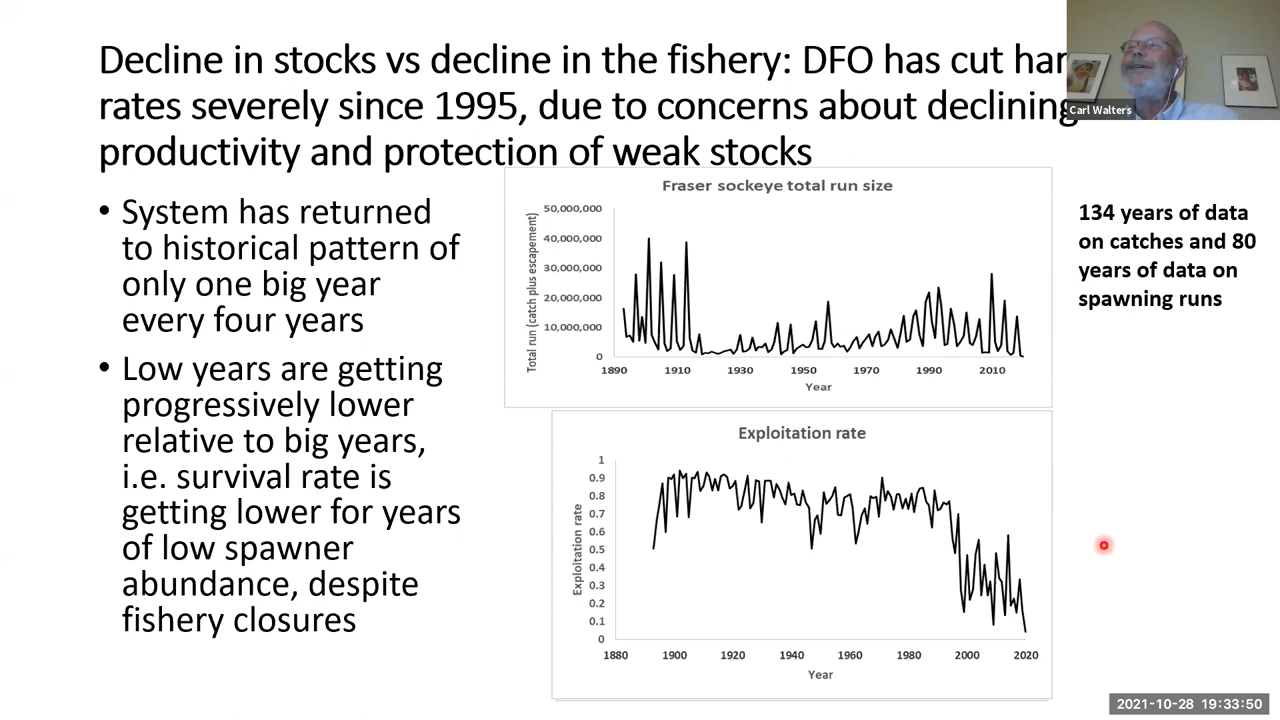 Decline in stocks vs decline in the fishery: DFO has cut har
rates severely since 1995, due to concerns about declining
productivity and protection of weak stocks
Carl Walters
• System has returned
to historical pattern of
only one big year
every four years
• Low years are getting
progressively lower
relative to big years,
i.e. survival rate is
getting lower for years
of low spawner
abundance, despite
fishery closures
Fraser sockeye total run size
Total run (catch plus escapement)
50,000,000
40,000,000
30,000,000
20,000,000
10,000,000
0
1890 1910 1930 1950 1970 1990 2010
Year
Exploitation rate
Exploitation rate
1
0.9
0.8
0.7
0.6
0.5
0.4
0.3
0.2
0.1
0
1880 1900 1920 1940 1960 1980 2000 2020
Year
134 years of data
on catches and 80
years of data on
spawning runs
2021-10-28 19:33:50